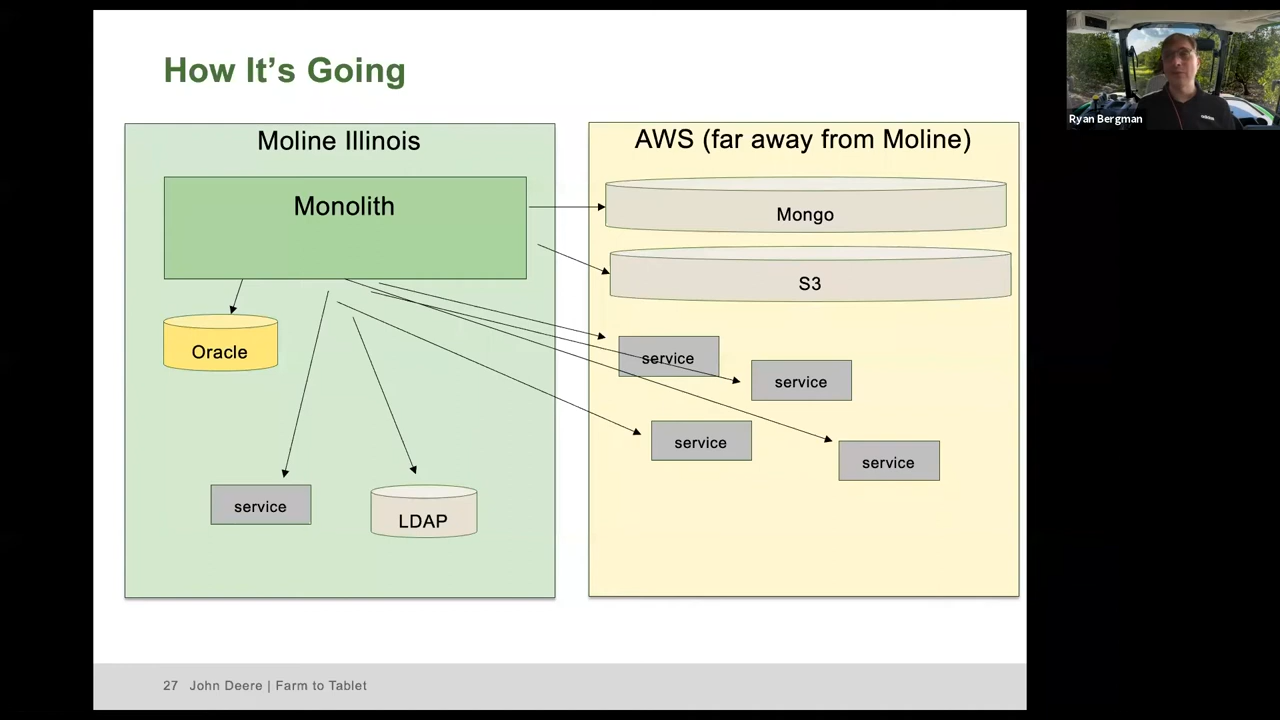 How It's Going
Moline Illinois
Monolith
Oracle
service
LDAP
AWS (far away from Moline)
Mongo
S3
service
service
service
service
27 John Deere | Farm to Tablet
Ryan Bergman
adidas